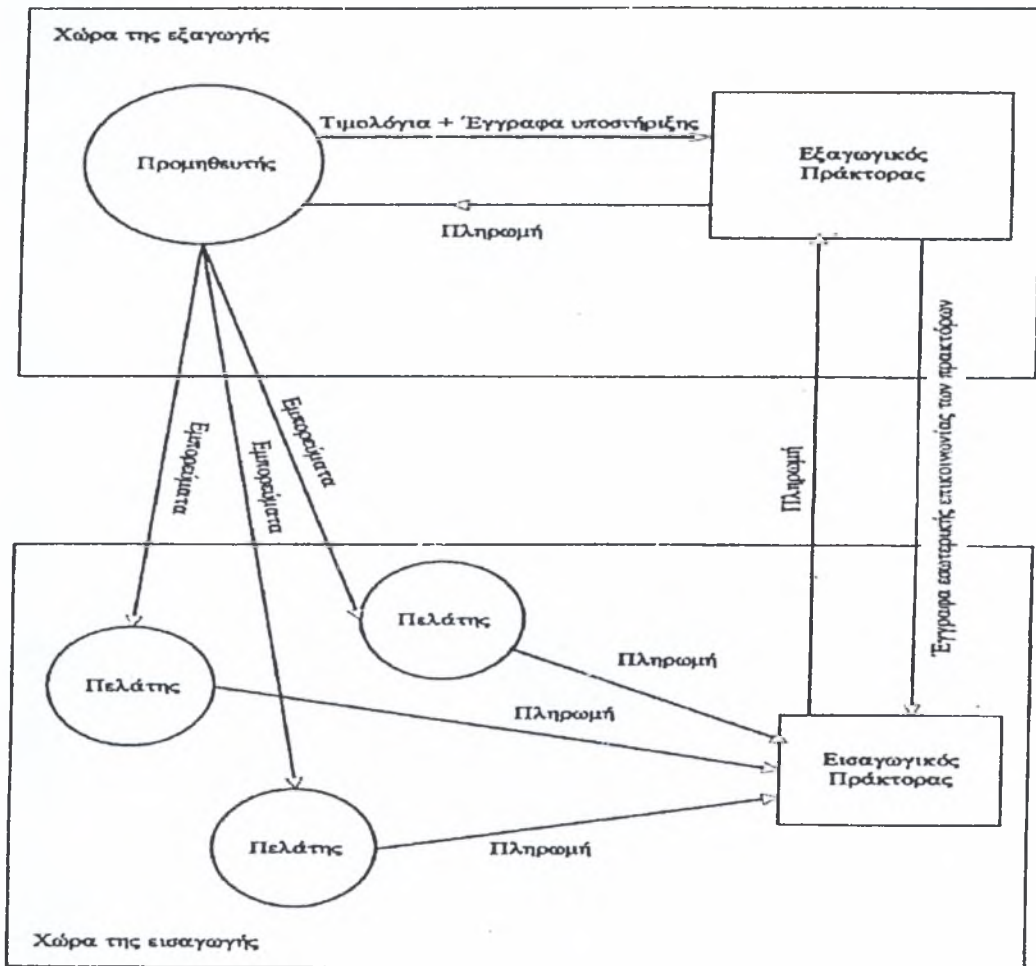 Χώρα της εξαγωγής
Τιμολόγια + Έγγραφα υποστήριξης
Προμηθευτής
Εξαγωγικός
Πράκτορας
Πληρωμή
Εμπορεύματα
Εμπορεύματα
Εμπορεύματα
Πληρωμή
Έγγραφα εσωτερικής επικοινωνίας των πρακτόρων
Πελάτης
Πληρωμή
Πελάτης
Πληρωμή
Εισαγωγικός
Πράκτορας
Πελάτης
Πληρωμή
Χώρα της εισαγωγής